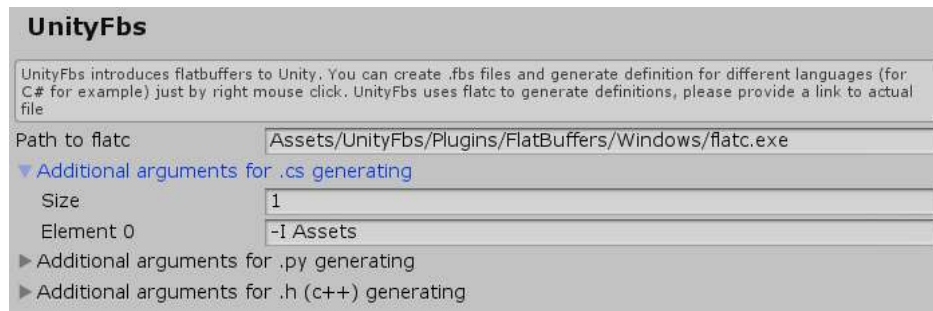 UnityFbs
UnityFbs introduces flatbuffers to Unity. You can create .fbs files and generate definition for different languages (for
C# for example) just by right mouse click. UnityFbs uses flatc to generate definitions, please provide a link to actual
file
Path to flatc Assets/UnityFbs/Plugins/FlatBuffers/Windows/flatc.exe
Additional arguments for .cs generating
Size 1
Element 0 -I Assets
Additional arguments for .py generating
Additional arguments for .h (c++) generating